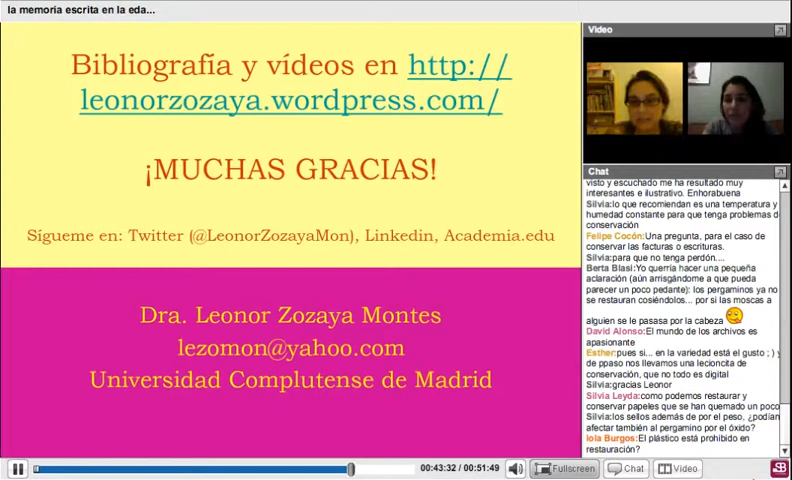 la memoria escrita en la eda...
Bibliografía y vídeos en http://
leonorzozaya.wordpress.com/
¡MUCHAS GRACIAS!
Sígueme en: Twitter (@LeonorZozayaMon), Linkedin, Academia.edu
Dra. Leonor Zozaya Montes
lezomon@yahoo.com
Universidad Complutense de Madrid
Video
Chat
visto y escuchado me ha resultado muy
interesantes e ilustrativo. Enhorabuena
Silvia:lo que recomiendan es una temperatura y
humedad constante para que tenga problemas d
conservación
Felipe Cocón:Una pregunta, para el caso de
conservar las facturas o escrituras.
Silvia:para que no tenga perdón....
Berta Blasi:Yo querría hacer una pequeña
aclaración (aún arrisgándome a que pueda
parecer un poco pedante): los pergaminos ya no
se restauran cosiéndolos... por si las moscas a
alguien se le pasasa por la cabeza
David Alonso:El mundo de los archivos es
apasionante
Esther:pues si... en la variedad está el gusto ; ) y
de ppaso nos llevamos una lecioncita de
conservación, que no todo es digital
Silvia:gracias Leonor
Silvia Leyda:como podemos restaurar y
conservar papeles que se han quemado un poco
Silvia:los sellos además de por el peso, ¿podían
afectar también al pergamino por el óxido?
lola Burgos:El plástico está prohibido en
restauración?
00:43:32 / 00:51:49
Fullscreen
Chat
Video
SB